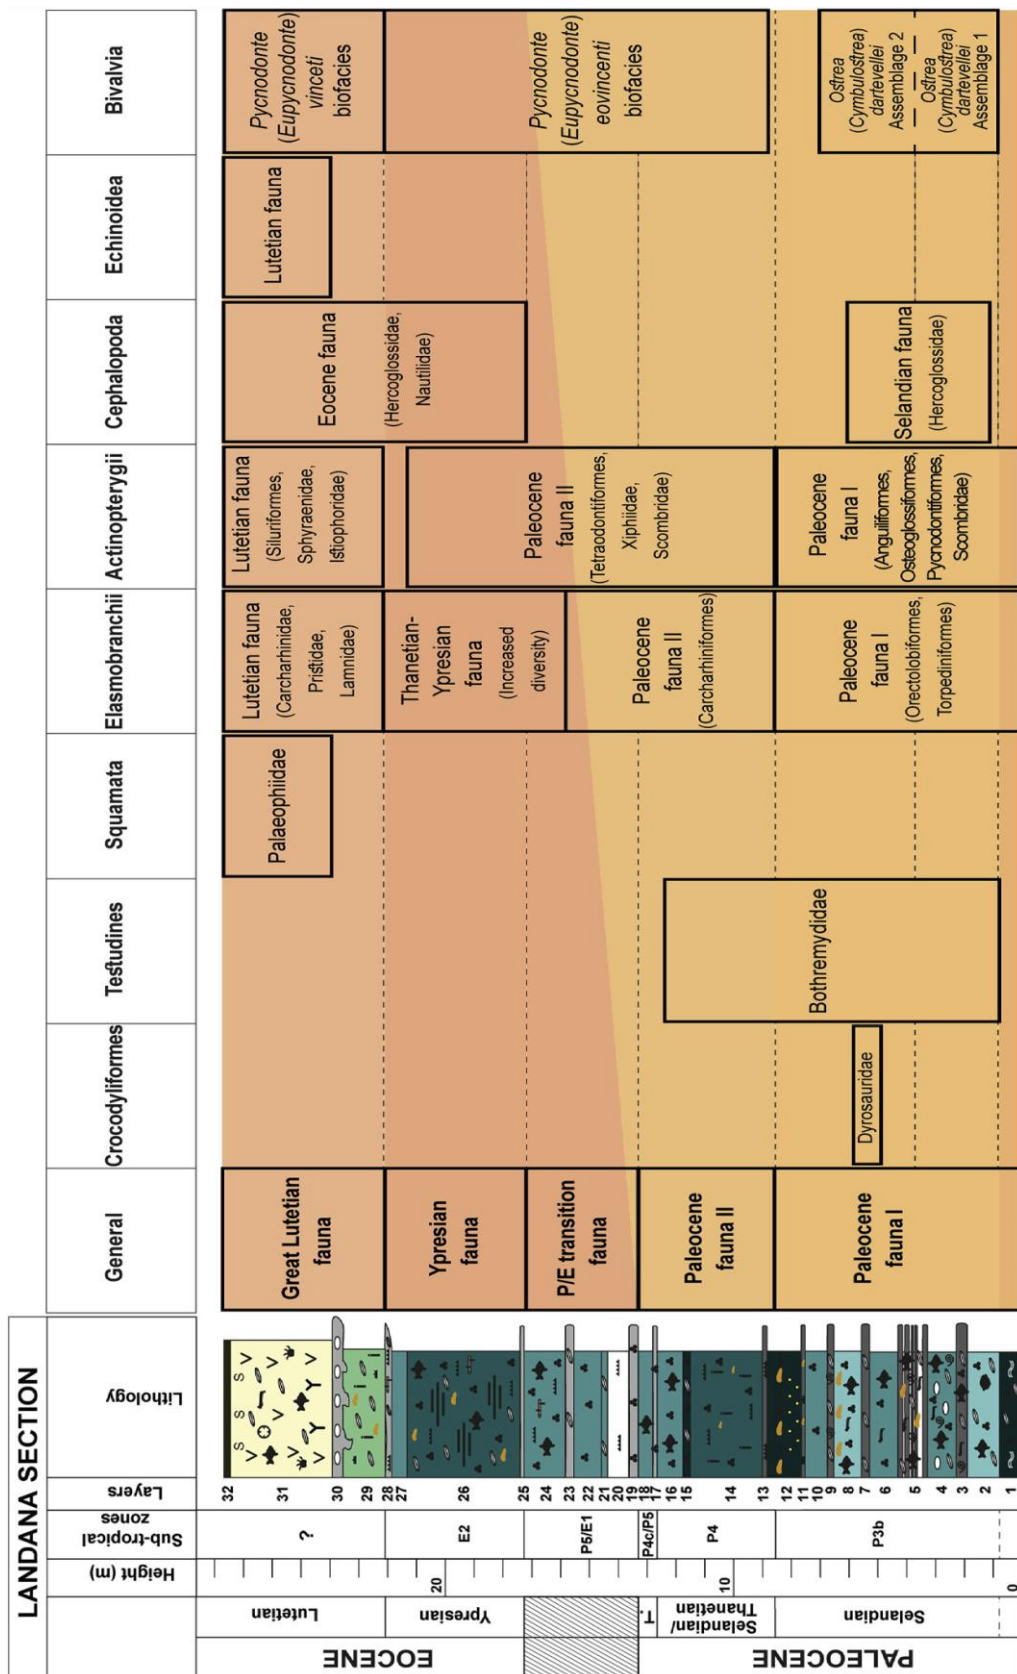 LANDANA SECTION
Sub-tropical
zones
Height (m)
Layers
Lithology
General
Crocodyliformes
Testudines
Squamata
Elasmobranchii
Actinopterygii
Cephalopoda
Echinoidea
Bivalvia
EOCENE
PALEOCENE
Lutetian
Ypresian
T.
Selandian/
Thanetian
Selandian
20
10
0
?
E2
P5/E1
P4c/P5
P4
P3b
32
31
30
29
28
27
26
25
24
23
22
21
20
19
18
17
16
15
14
13
12
11
10
9
8
7
6
5
4
3
2
1
S S S
V V V V V V V
Great Lutetian
fauna
Ypresian
fauna
P/E transition
fauna
Paleocene
fauna II
Paleocene
fauna I
Dyrosauridae
Bothremydidae
Palaeophiidae
Lutetian fauna
(Carcharhinidae,
Pristidae,
Lamnidae)
Thanetian-
Ypresian
fauna
(Increased
diversity)
Paleocene
fauna II
(Carcharhiniformes)
Paleocene
fauna I
(Orectolobiformes,
Torpediniformes)
Lutetian fauna
(Siluriformes,
Sphyraenidae,
Istiophoridae)
Paleocene
fauna II
(Tetraodontiformes,
Xiphiidae,
Scombridae)
Paleocene
fauna I
(Anguiliformes,
Osteoglossiformes,
Pycnodontiformes,
Scombridae)
Eocene fauna
(Hercoglossidae,
Nautilidae)
Selandian fauna
(Hercoglossidae)
Lutetian fauna
Pycnodonte
(Eupycnodonte)
vinceti
biofacies
Pycnodonte
(Eupycnodonte)
eovincenti
biofacies
Ostrea
(Cymbulostrea)
dartevellei
Assemblage 2
Ostrea
(Cymbulostrea)
dartevellei
Assemblage 1